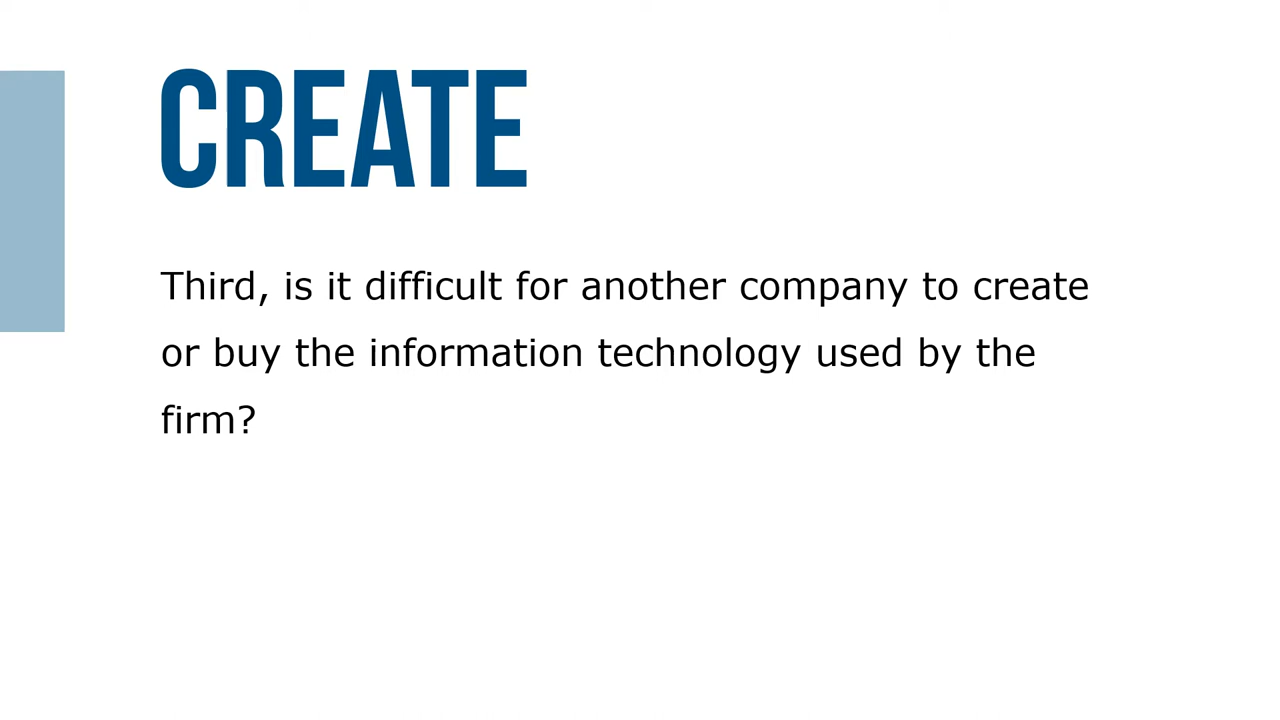 CREATE
Third, is it difficult for another company to create
or buy the information technology used by the
firm?